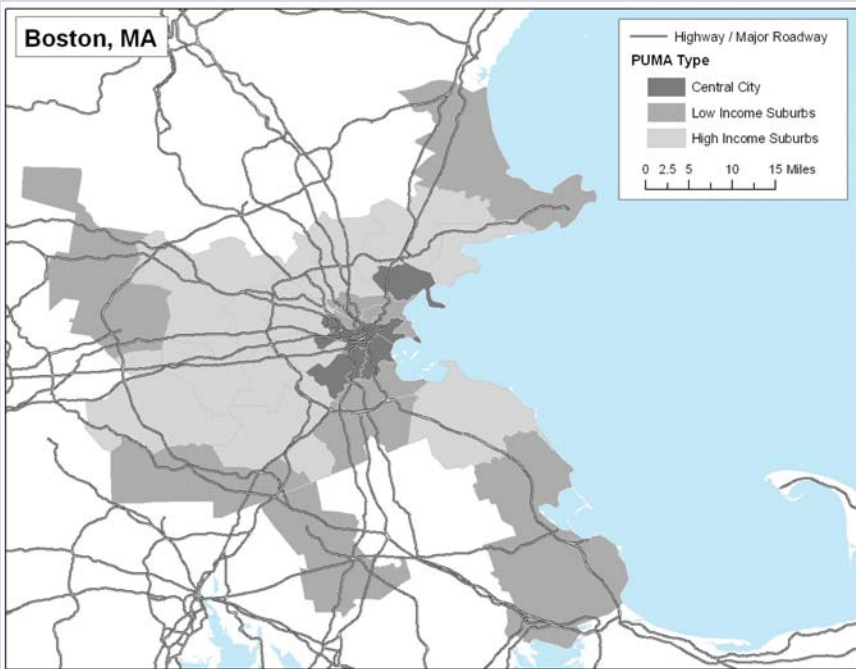 Boston, MA
Highway / Major Roadway
PUMA Type
Central City
Low Income Suburbs
High Income Suburbs
0 2.5 5 10 15 Miles